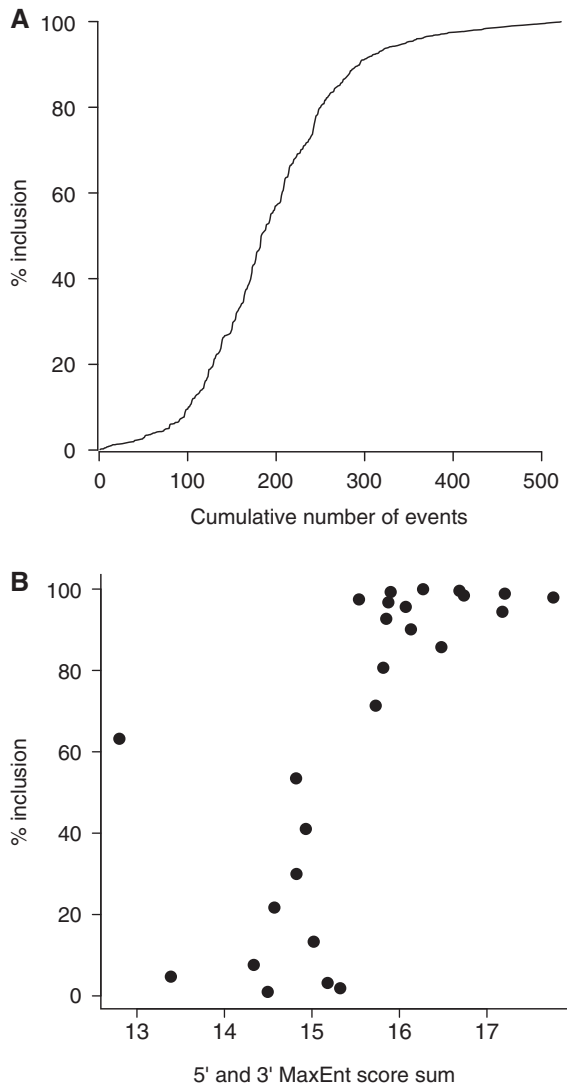 A
100
80
60
40
20
0
% inclusion
0 100 200 300 400 500
Cumulative number of events
B
100
80
60
40
20
0
% inclusion
13 14 15 16 17
5' and 3' MaxEnt score sum